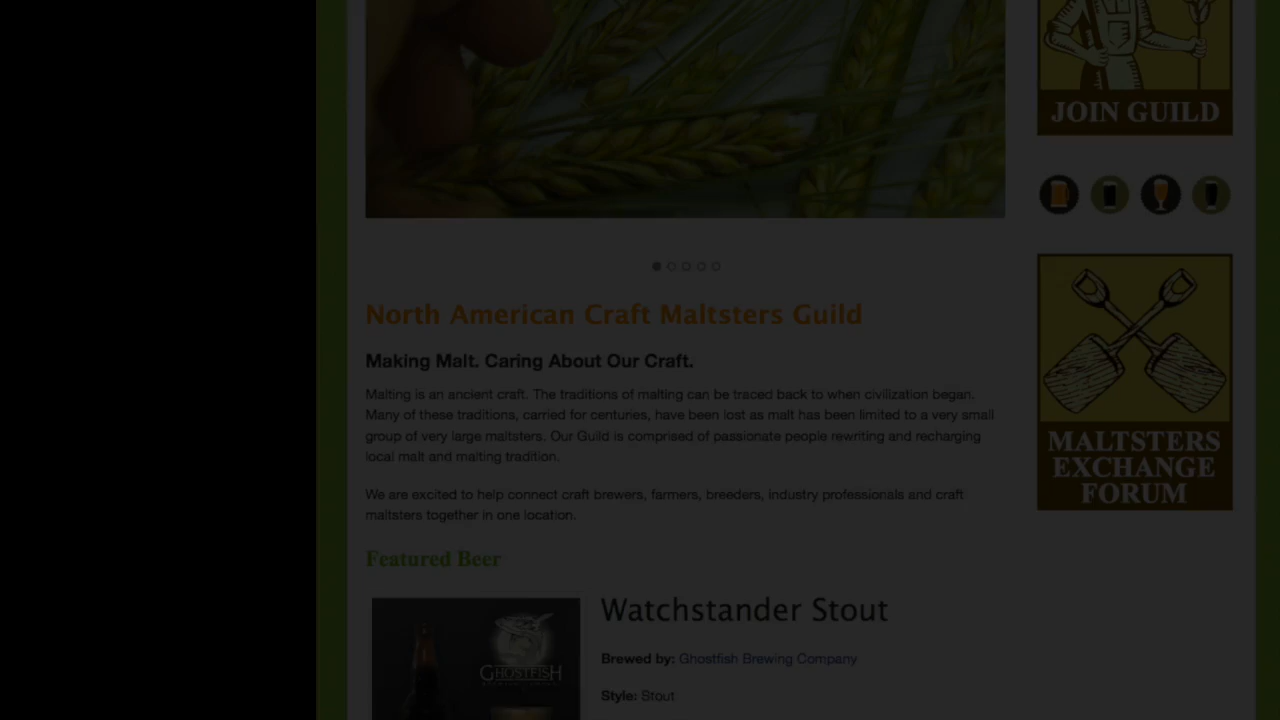 JOIN GUILD
North American Craft Maltsters Guild
Making Malt. Caring About Our Craft.
Malting is an ancient craft. The traditions of malting can be traced back to when civilization began.
Many of these traditions, carried for centuries, have been lost as malt has been limited to a very small
group of very large maltsters. Our Guild is comprised of passionate people rewriting and recharging
local malt and malting tradition.
We are excited to help connect craft brewers, farmers, breeders, industry professionals and craft
maltsters together in one location.
MALTSTERS
EXCHANGE
FORUM
Featured Beer
GHOSTFISH
Watchstander Stout
Brewed by: Ghostfish Brewing Company
Style: Stout